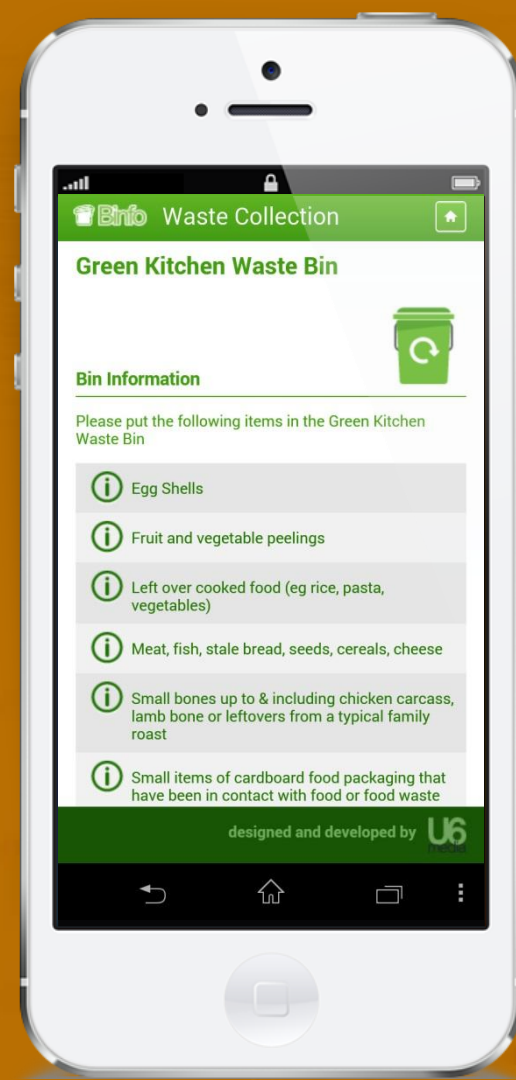 Binfo Waste Collection
Green Kitchen Waste Bin
Bin Information
Please put the following items in the Green Kitchen
Waste Bin
Egg Shells
Fruit and vegetable peelings
Left over cooked food (eg rice, pasta,
vegetables)
Meat, fish, stale bread, seeds, cereals, cheese
Small bones up to & including chicken carcass,
lamb bone or leftovers from a typical family
roast
Small items of cardboard food packaging that
have been in contact with food or food waste
designed and developed by U6
media